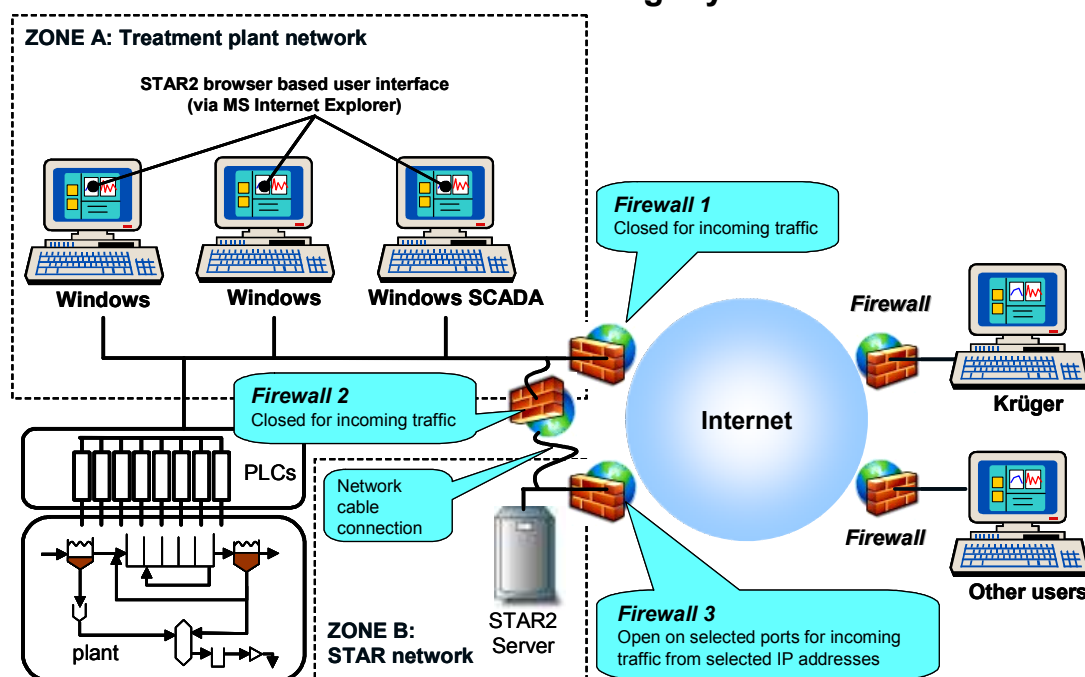 ZONE A: Treatment plant network
STAR2 browser based user interface
(via MS Internet Explorer)
Windows
Windows
Windows SCADA
Firewall 1
Closed for incoming traffic
Firewall
Krüger
Firewall 2
Closed for incoming traffic
Internet
PLCs
Network
cable
connection
Firewall
Other users
plant
ZONE B:
STAR network
STAR2
Server
Firewall 3
Open on selected ports for incoming
traffic from selected IP addresses